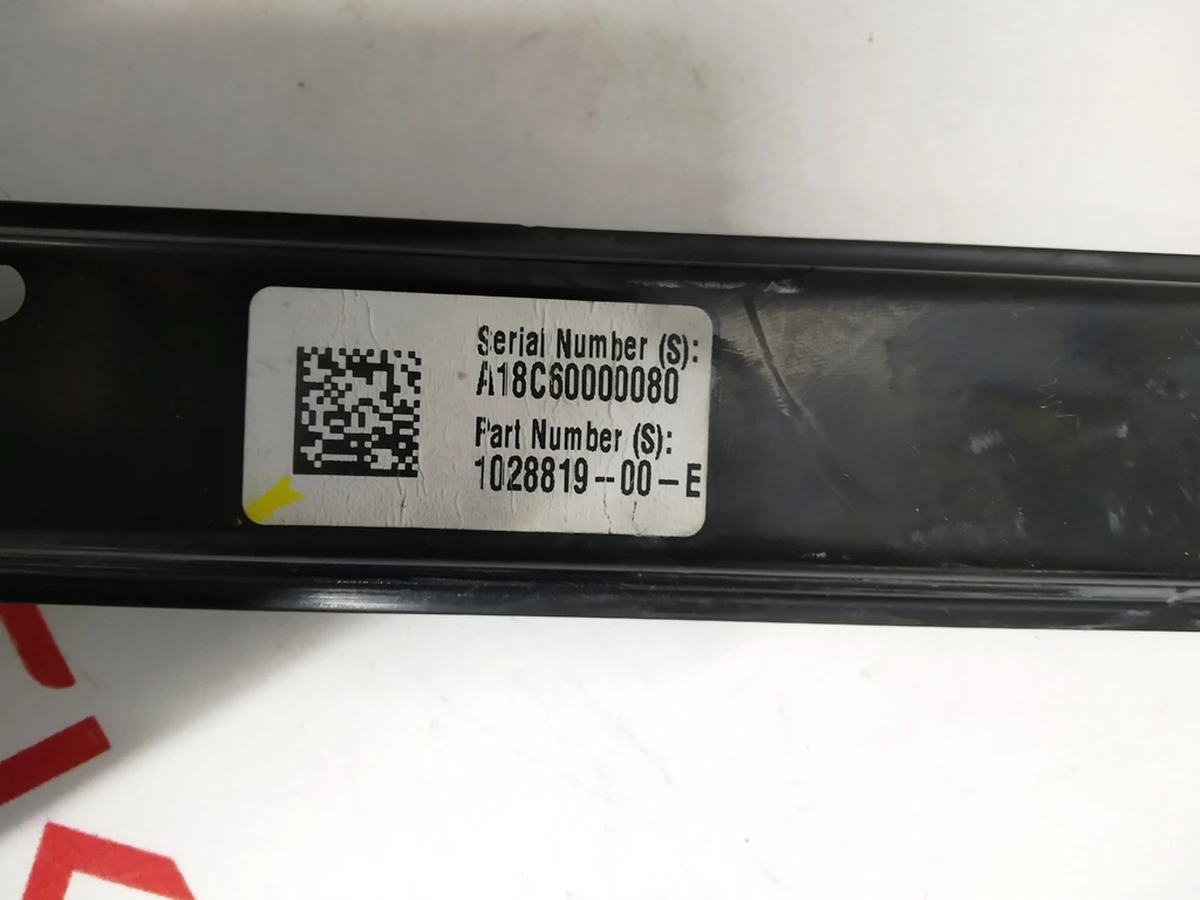 Serial Number (S):
A18C60000080
Part Number (S):
1028819-00-E